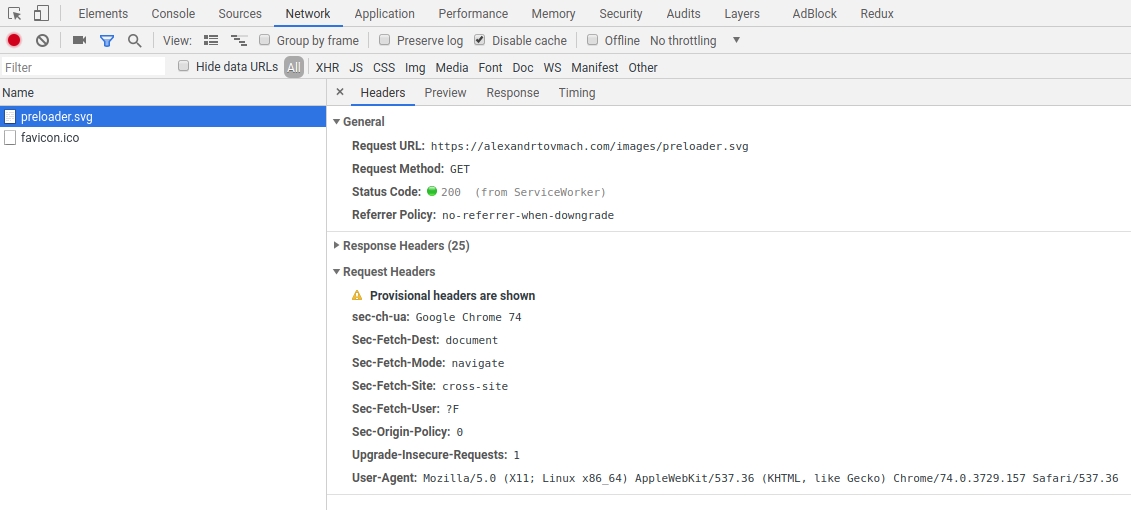 Elements Console Sources Network Application Performance Memory Security Audits Layers AdBlock Redux
View: Group by frame Preserve log Disable cache Offline No throttling
Filter Hide data URLs All XHR JS CSS Img Media Font Doc WS Manifest Other
Name
preloader.svg
favicon.ico
× Headers Preview Response Timing
General
Request URL: https://alexandrtovmach.com/images/preloader.svg
Request Method: GET
Status Code: 200 (from ServiceWorker)
Referrer Policy: no-referrer-when-downgrade
Response Headers (25)
Request Headers
Provisional headers are shown
sec-ch-ua: Google Chrome 74
Sec-Fetch-Dest: document
Sec-Fetch-Mode: navigate
Sec-Fetch-Site: cross-site
Sec-Fetch-User: ?F
Sec-Origin-Policy: 0
Upgrade-Insecure-Requests: 1
User-Agent: Mozilla/5.0 (X11; Linux x86_64) AppleWebKit/537.36 (KHTML, like Gecko) Chrome/74.0.3729.157 Safari/537.36